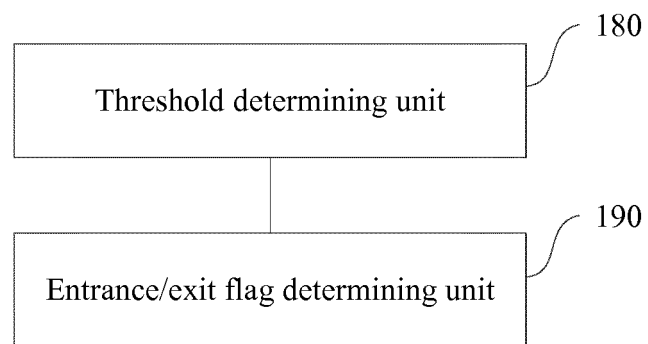 180
Threshold determining unit
190
Entrance/exit flag determining unit